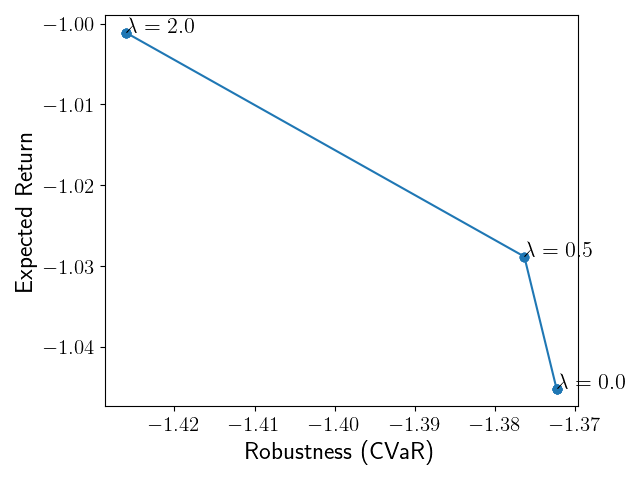 −1.00
−1.01
−1.02
−1.03
−1.04
Expected Return
λ = 2.0
λ = 0.5
λ = 0.0
−1.42 −1.41 −1.40 −1.39 −1.38 −1.37
Robustness (CVaR)